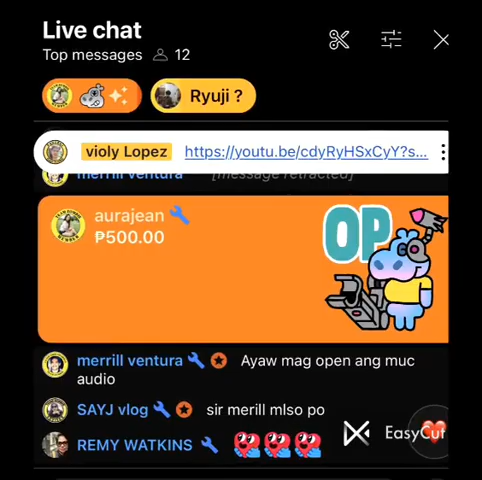 Live chat
Top messages 12
Ryuji ?
violy Lopez https://youtu.be/cdyRyHSxCyY?s...
merrill ventura [message retracted]
aurajean
₱500.00
OP
merrill ventura Ayaw mag open ang muc
audio
SAYJ vlog sir merill mlso po
REMY WATKINS
EasyCut